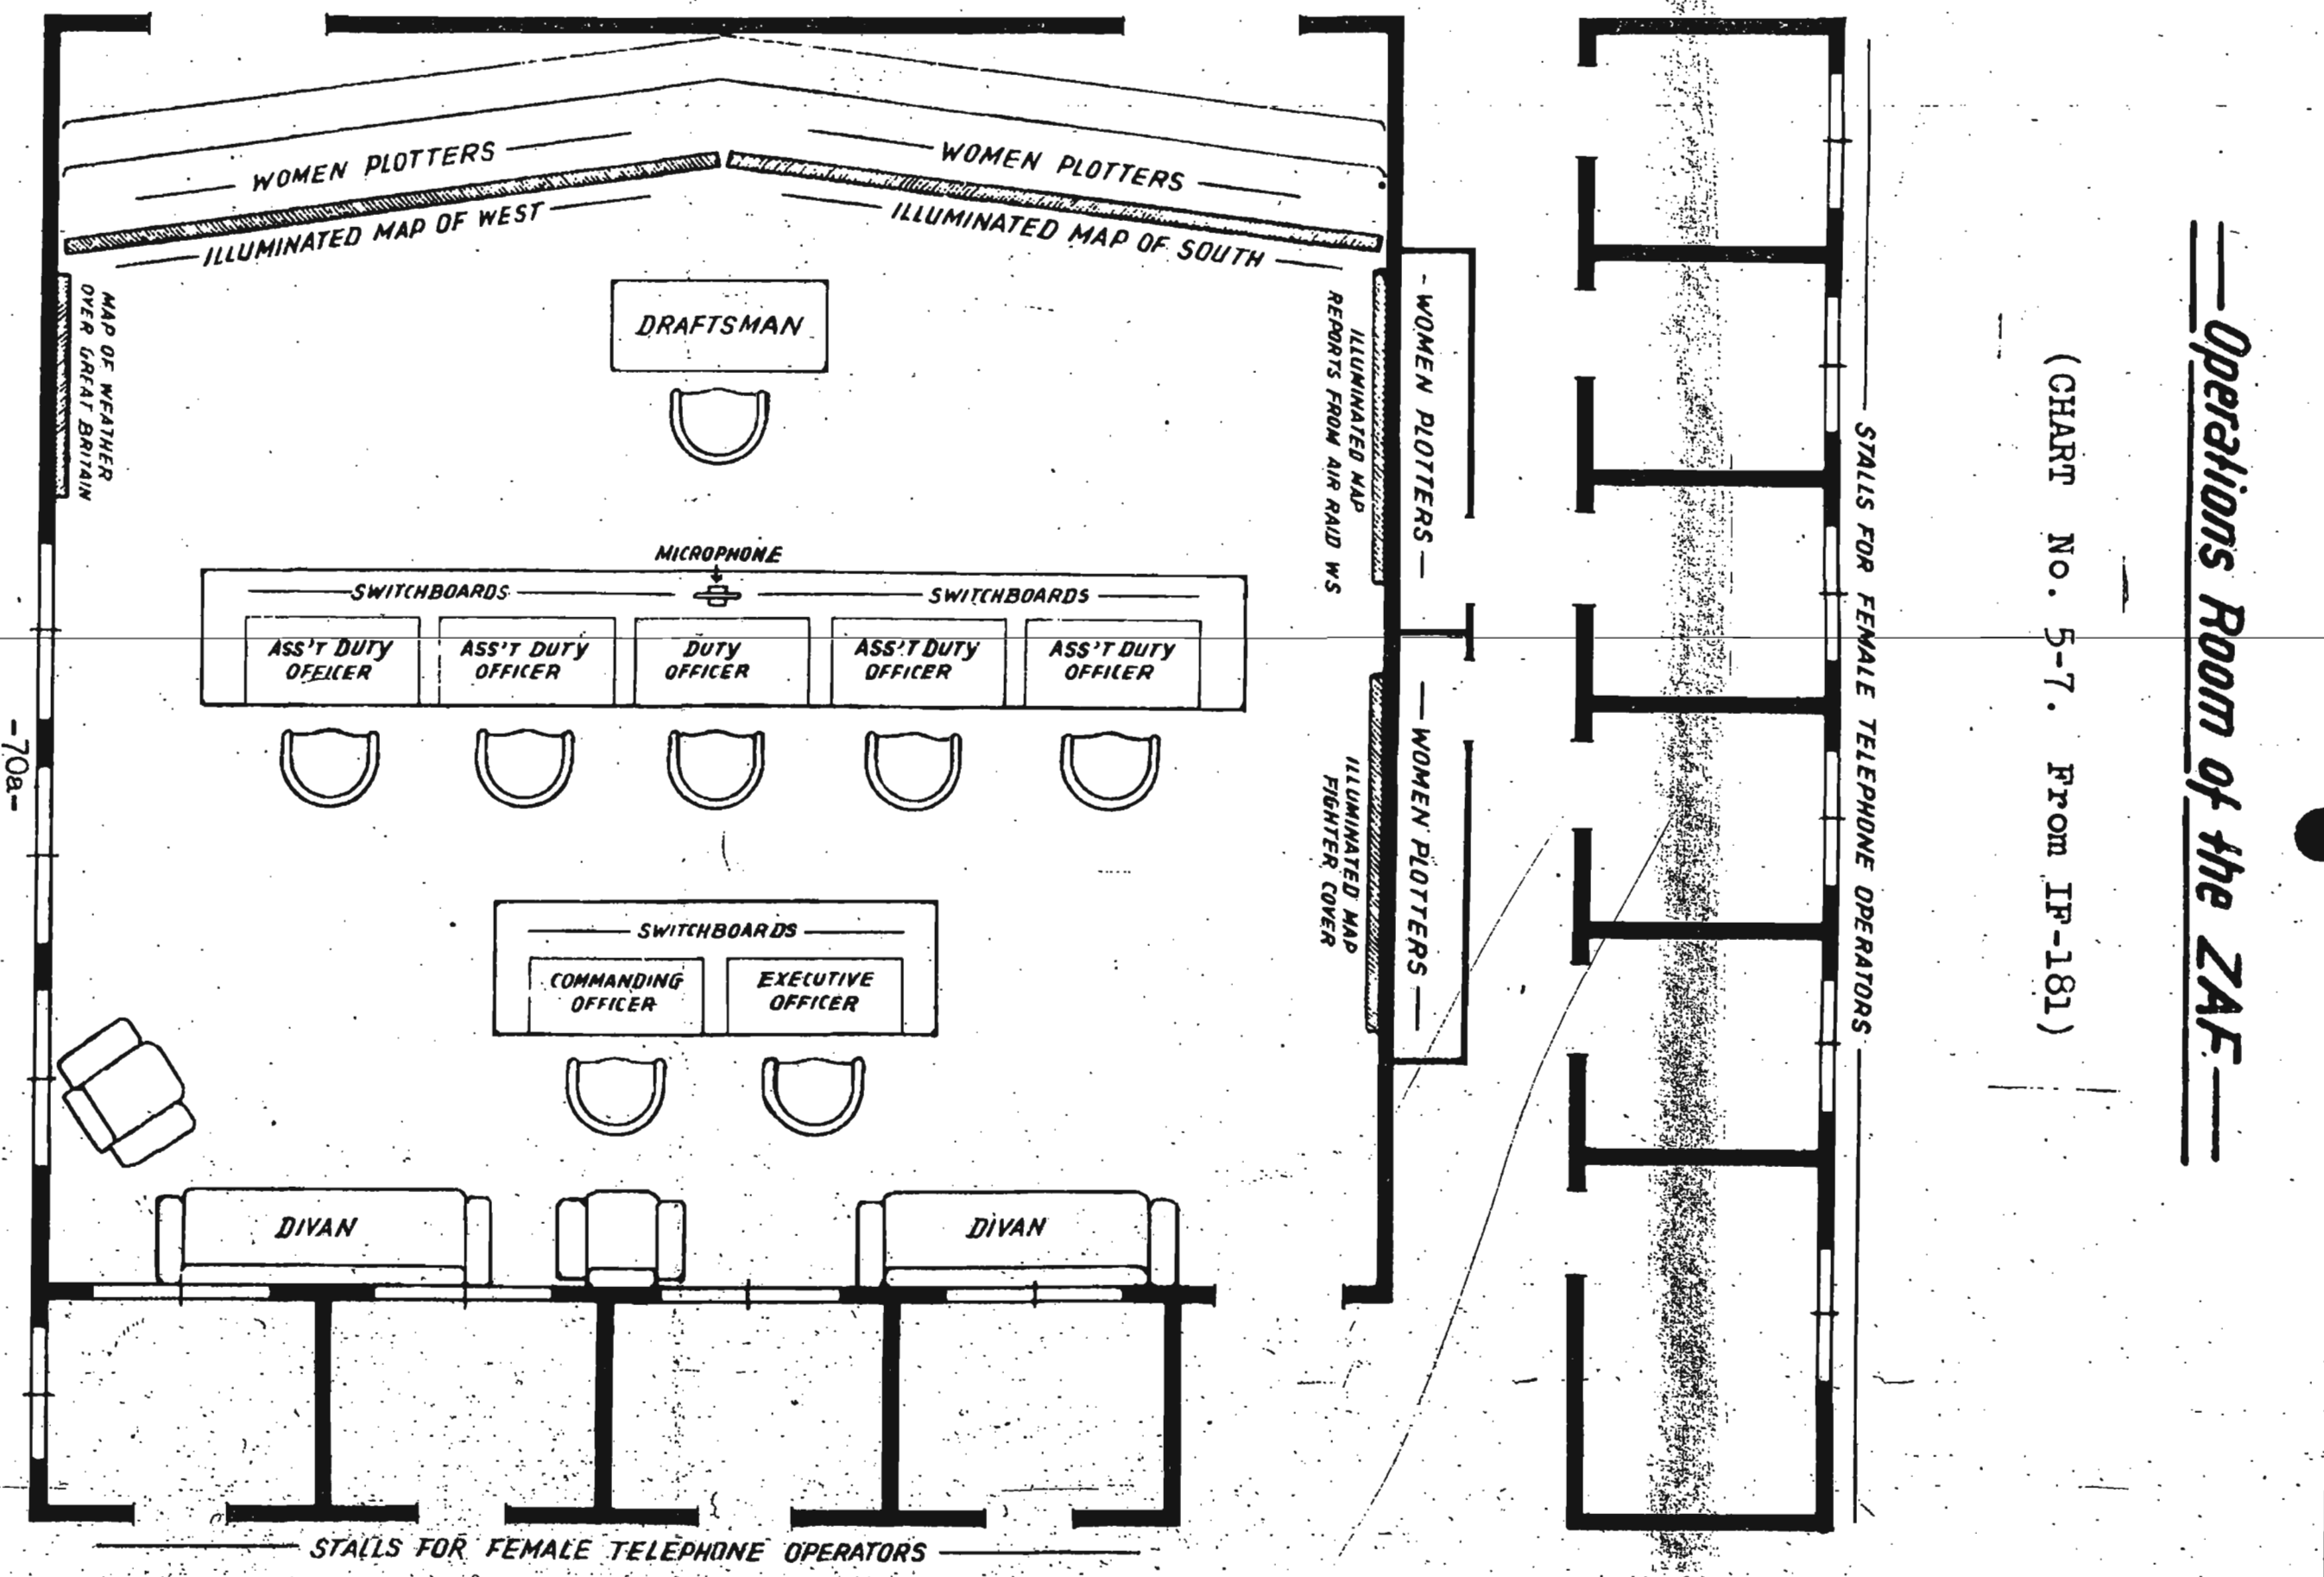 Operations Room of the ZAF
(CHART No. 5-7. From IF-181)
WOMEN PLOTTERS
WOMEN PLOTTERS
ILLUMINATED MAP OF WEST
ILLUMINATED MAP OF SOUTH
MAP OF WEATHER
OVER GREAT BRITAIN
DRAFTSMAN
ILLUMINATED MAP
REPORTS FROM AIR RAID WS
WOMEN PLOTTERS
MICROPHONE
SWITCHBOARDS
SWITCHBOARDS
ASS'T DUTY
OFFICER
ASS'T DUTY
OFFICER
DUTY
OFFICER
ASS'T DUTY
OFFICER
ASS'T DUTY
OFFICER
ILLUMINATED MAP
FIGHTER COVER
WOMEN PLOTTERS
SWITCHBOARDS
COMMANDING
OFFICER
EXECUTIVE
OFFICER
DIVAN
DIVAN
STALLS FOR FEMALE TELEPHONE OPERATORS
STALLS FOR FEMALE TELEPHONE OPERATORS
-70a-